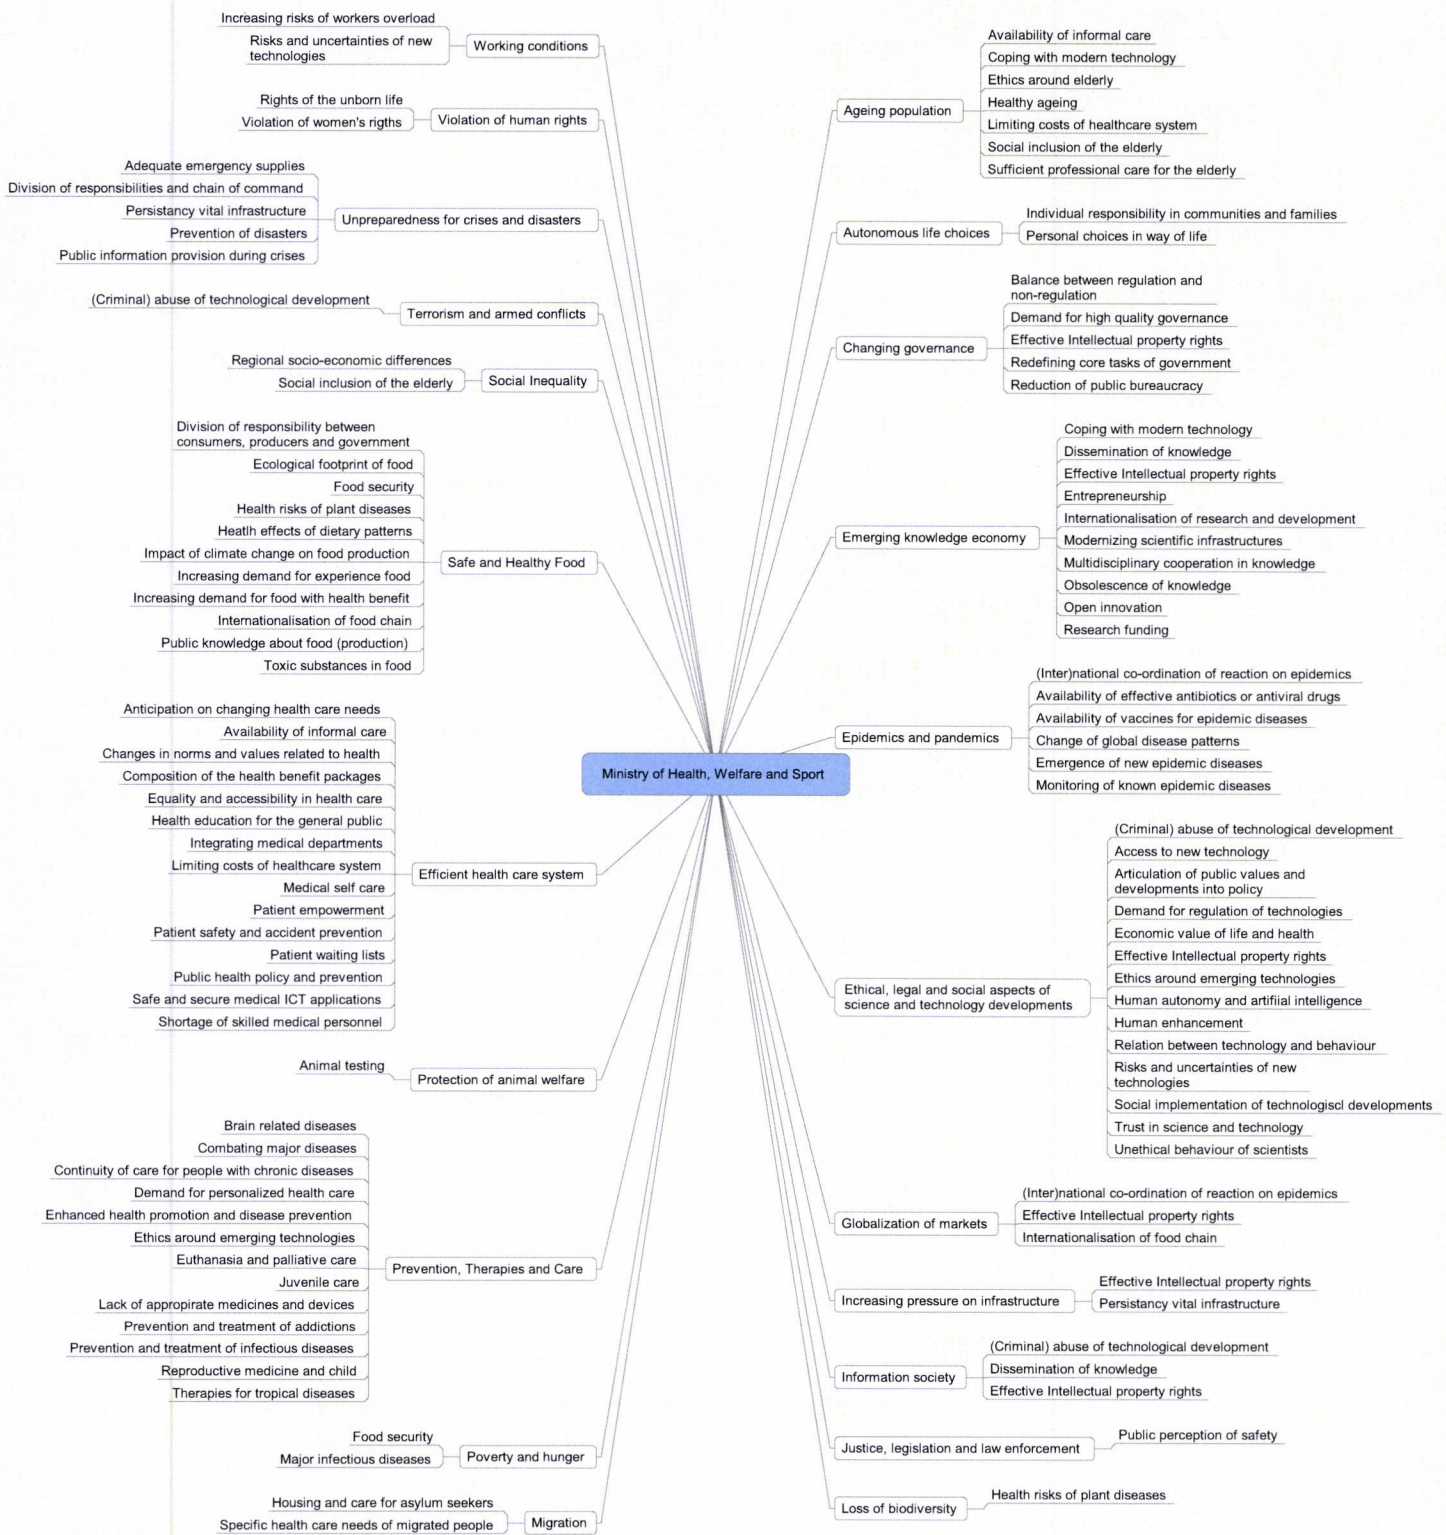 Increasing risks of workers overload
Risks and uncertainties of new
technologies
Working conditions
Rights of the unborn life
Violation of women's rigths
Violation of human rights
Adequate emergency supplies
Division of responsibilities and chain of command
Persistancy vital infrastructure
Prevention of disasters
Public information provision during crises
Unpreparedness for crises and disasters
(Criminal) abuse of technological development
Terrorism and armed conflicts
Regional socio-economic differences
Social inclusion of the elderly
Social Inequality
Division of responsibility between
consumers, producers and government
Ecological footprint of food
Food security
Health risks of plant diseases
Heatlh effects of dietary patterns
Impact of climate change on food production
Increasing demand for experience food
Increasing demand for food with health benefit
Internationalisation of food chain
Public knowledge about food (production)
Toxic substances in food
Safe and Healthy Food
Anticipation on changing health care needs
Availability of informal care
Changes in norms and values related to health
Composition of the health benefit packages
Equality and accessibility in health care
Health education for the general public
Integrating medical departments
Limiting costs of healthcare system
Medical self care
Patient empowerment
Patient safety and accident prevention
Patient waiting lists
Public health policy and prevention
Safe and secure medical ICT applications
Shortage of skilled medical personnel
Efficient health care system
Animal testing
Protection of animal welfare
Brain related diseases
Combating major diseases
Continuity of care for people with chronic diseases
Demand for personalized health care
Enhanced health promotion and disease prevention
Ethics around emerging technologies
Euthanasia and palliative care
Juvenile care
Lack of appropirate medicines and devices
Prevention and treatment of addictions
Prevention and treatment of infectious diseases
Reproductive medicine and child
Therapies for tropical diseases
Prevention, Therapies and Care
Food security
Major infectious diseases
Poverty and hunger
Housing and care for asylum seekers
Specific health care needs of migrated people
Migration
Ministry of Health, Welfare and Sport
Ageing population
Availability of informal care
Coping with modern technology
Ethics around elderly
Healthy ageing
Limiting costs of healthcare system
Social inclusion of the elderly
Sufficient professional care for the elderly
Autonomous life choices
Individual responsibility in communities and families
Personal choices in way of life
Changing governance
Balance between regulation and
non-regulation
Demand for high quality governance
Effective Intellectual property rights
Redefining core tasks of government
Reduction of public bureaucracy
Emerging knowledge economy
Coping with modern technology
Dissemination of knowledge
Effective Intellectual property rights
Entrepreneurship
Internationalisation of research and development
Modernizing scientific infrastructures
Multidisciplinary cooperation in knowledge
Obsolescence of knowledge
Open innovation
Research funding
Epidemics and pandemics
(Inter)national co-ordination of reaction on epidemics
Availability of effective antibiotics or antiviral drugs
Availability of vaccines for epidemic diseases
Change of global disease patterns
Emergence of new epidemic diseases
Monitoring of known epidemic diseases
Ethical, legal and social aspects of
science and technology developments
(Criminal) abuse of technological development
Access to new technology
Articulation of public values and
developments into policy
Demand for regulation of technologies
Economic value of life and health
Effective Intellectual property rights
Ethics around emerging technologies
Human autonomy and artifiial intelligence
Human enhancement
Relation between technology and behaviour
Risks and uncertainties of new
technologies
Social implementation of technologiscl developments
Trust in science and technology
Unethical behaviour of scientists
Globalization of markets
(Inter)national co-ordination of reaction on epidemics
Effective Intellectual property rights
Internationalisation of food chain
Increasing pressure on infrastructure
Effective Intellectual property rights
Persistancy vital infrastructure
Information society
(Criminal) abuse of technological development
Dissemination of knowledge
Effective Intellectual property rights
Justice, legislation and law enforcement
Public perception of safety
Loss of biodiversity
Health risks of plant diseases